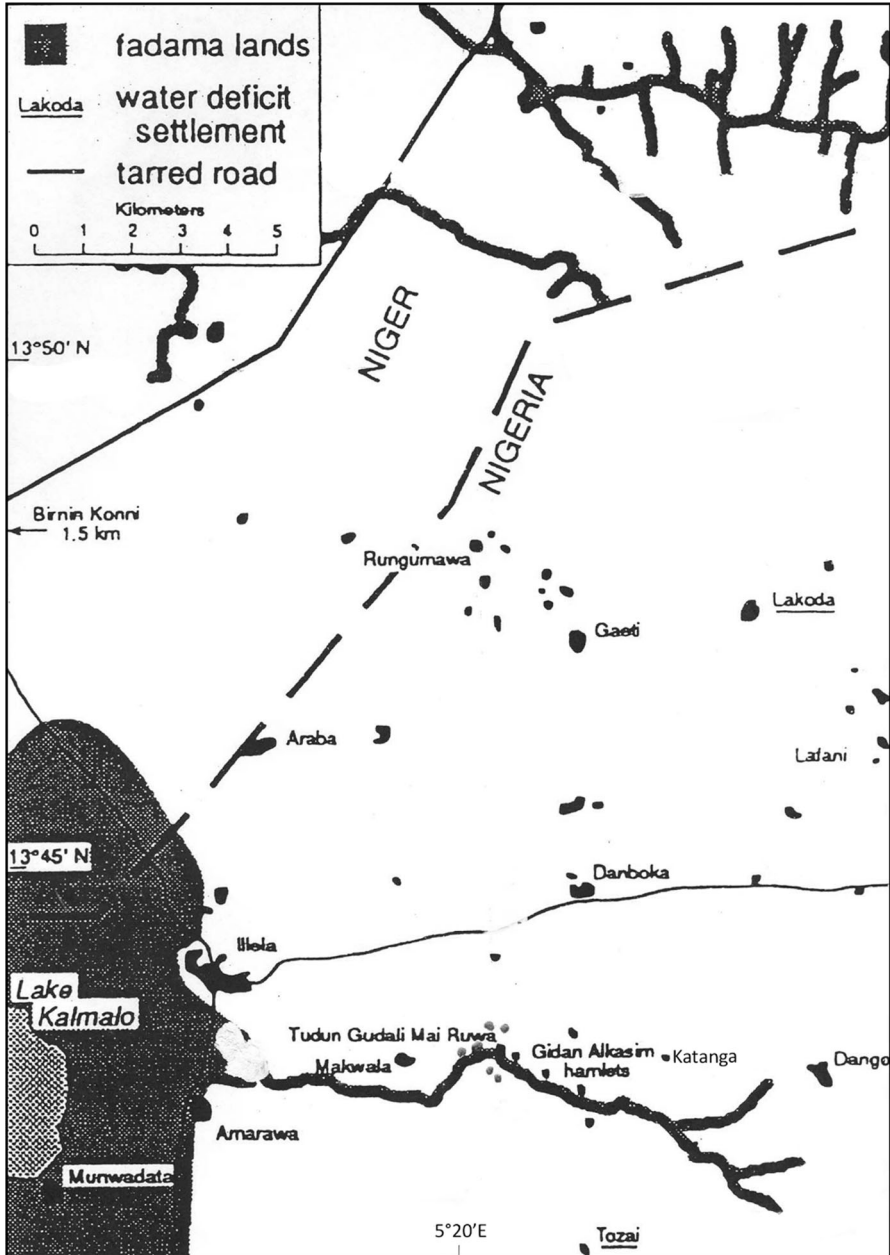 fadama lands
Lakoda water deficit
settlement
tarred road
Kilometers
0 1 2 3 4 5
NIGER
13°50' N
NIGERIA
Birnin Konni
1.5 km
Rungumawa
Lakoda
Gaeti
Araba
Lafani
13°45' N
Danboka
Illela
Lake
Kalmalo
Tudun Gudali Mai Ruwa
Makwala
Gidan Alkasim
hamlets
Katanga
Dango
Amarawa
Munwadata
5°20'E
Tozai